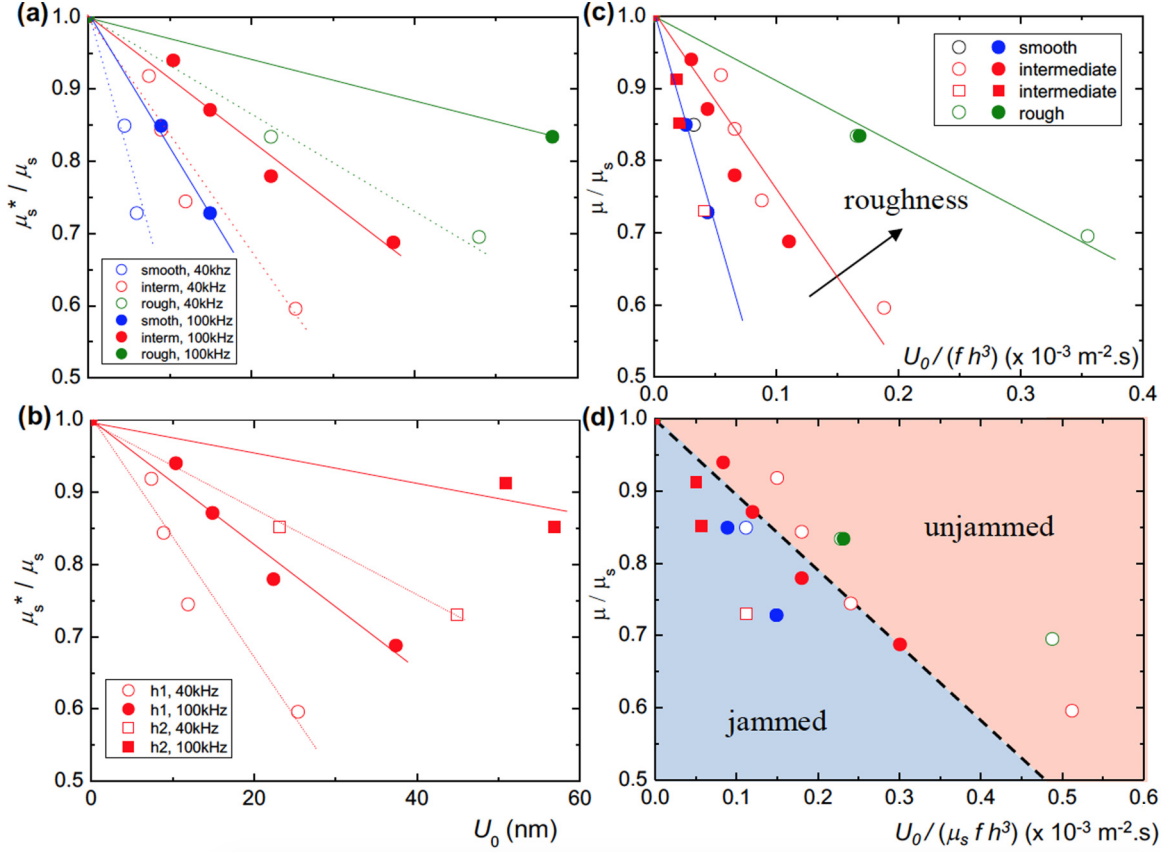 (a)
1.0
0.9
0.8
0.7
0.6
0.5
μs* / μs
smooth, 40khz
interm, 40kHz
rough, 40kHz
smoth, 100kHz
interm, 100kHz
rough, 100kHz
(c)
1.0
0.9
0.8
0.7
0.6
0.5
μ / μs
smooth
intermediate
intermediate
rough
roughness
U0 / (f h³) (x 10⁻³ m⁻².s)
0.0 0.1 0.2 0.3 0.4
(b)
1.0
0.9
0.8
0.7
0.6
0.5
μs* / μs
h1, 40kHz
h1, 100kHz
h2, 40kHz
h2, 100kHz
0 20 40 60
U0 (nm)
(d)
1.0
0.9
0.8
0.7
0.6
0.5
μ / μs
unjammed
jammed
0.0 0.1 0.2 0.3 0.4 0.5 0.6
U0 / (μs f h³) (x 10⁻³ m⁻².s)